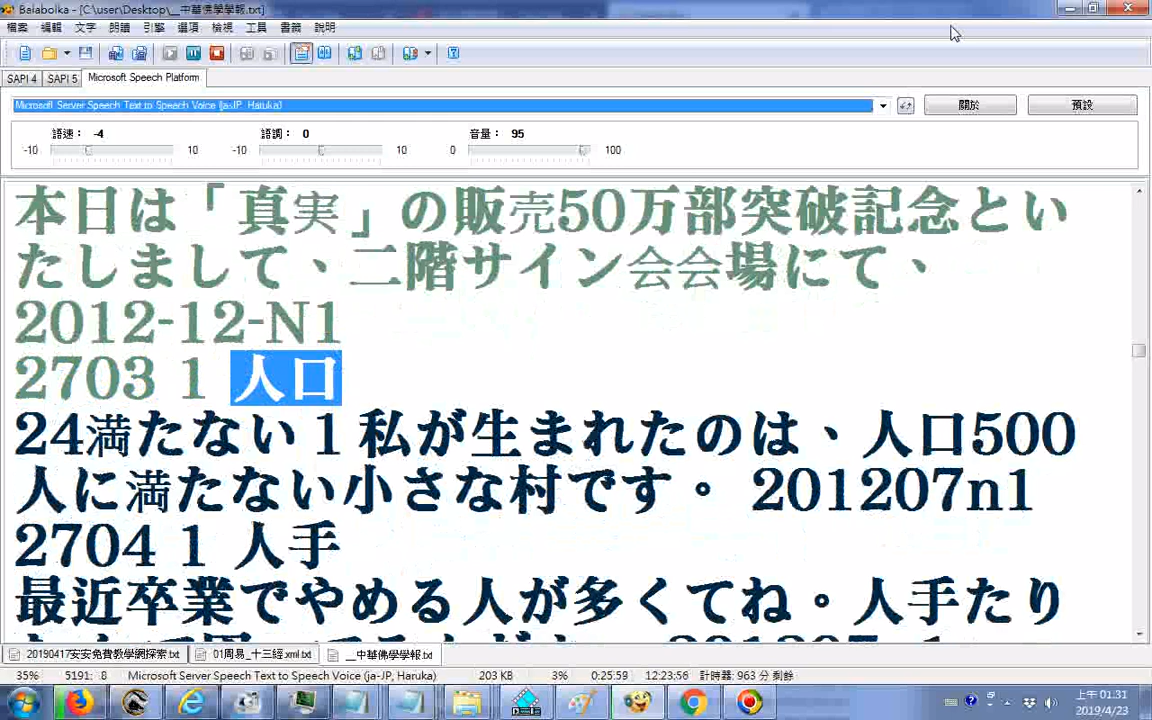 Balabolka - [C:\user\Desktop\__中華佛學學報.txt]
檔案 編輯 文字 朗讀 引擎 選項 檢視 工具 書籤 說明
SAPI 4 SAPI 5 Microsoft Speech Platform
Microsoft Server Speech Text to Speech Voice (ja-JP, Haruka) 關於 預設
語速： -4 語調： 0 音量： 95
-10 10 -10 10 0 100
本日は「真実」の販売50万部突破記念とい
たしまして、二階サイン会会場にて、
2012-12-N1
2703 1 人口
24満たない 1 私が生まれたのは、人口500
人に満たない小さな村です。 201207n1
2704 1 人手
最近卒業でやめる人が多くてね。人手たり
20190417安安免費教學網探索.txt 01周易_十三經.xml.txt __中華佛學學報.txt
35% 5191: 8 Microsoft Server Speech Text to Speech Voice (ja-JP, Haruka) 203 KB 3% 0:25:59 12:23:56 計時器: 963 分 剩餘
上午 01:31
2019/4/23